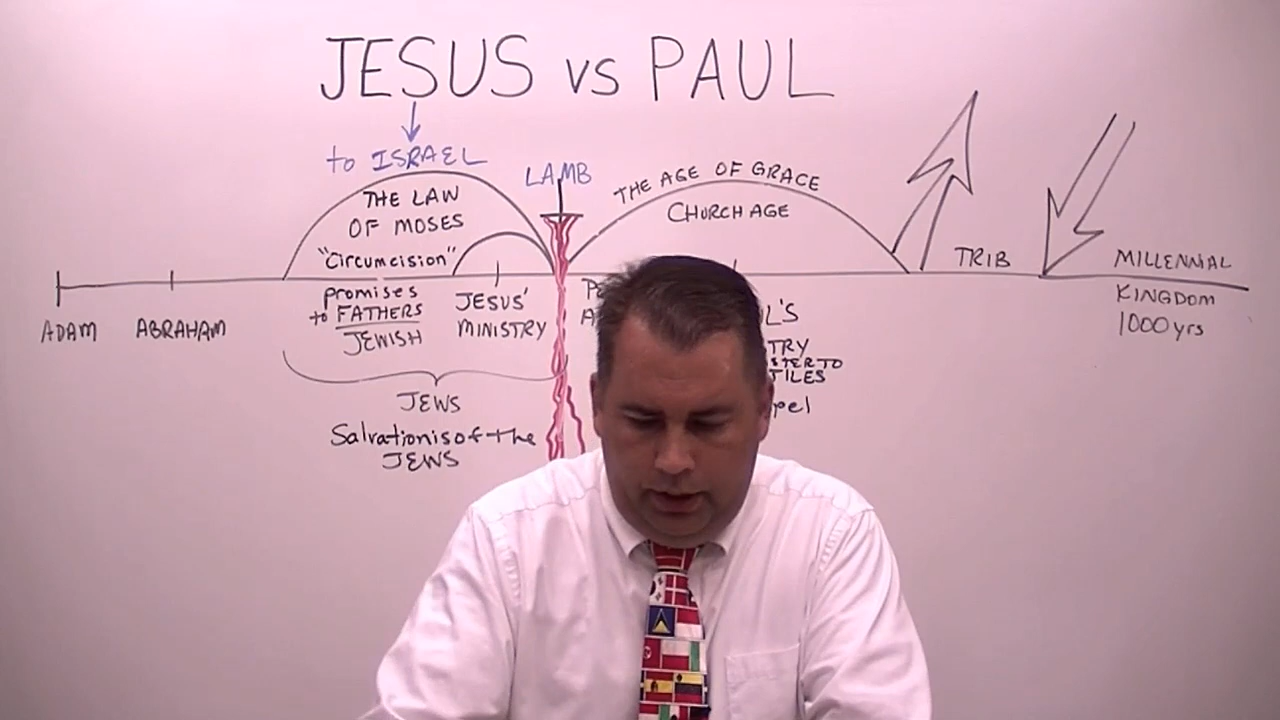 JESUS vs PAUL
to ISRAEL
LAMB
THE AGE OF GRACE
CHURCH AGE
THE LAW
OF MOSES
"Circumcision"
TRIB
MILLENNIAL
KINGDOM
1000 yrs
ADAM
ABRAHAM
promises
to FATHERS
JEWISH
JESUS'
MINISTRY
JEWS
Salvation is of the
JEWS